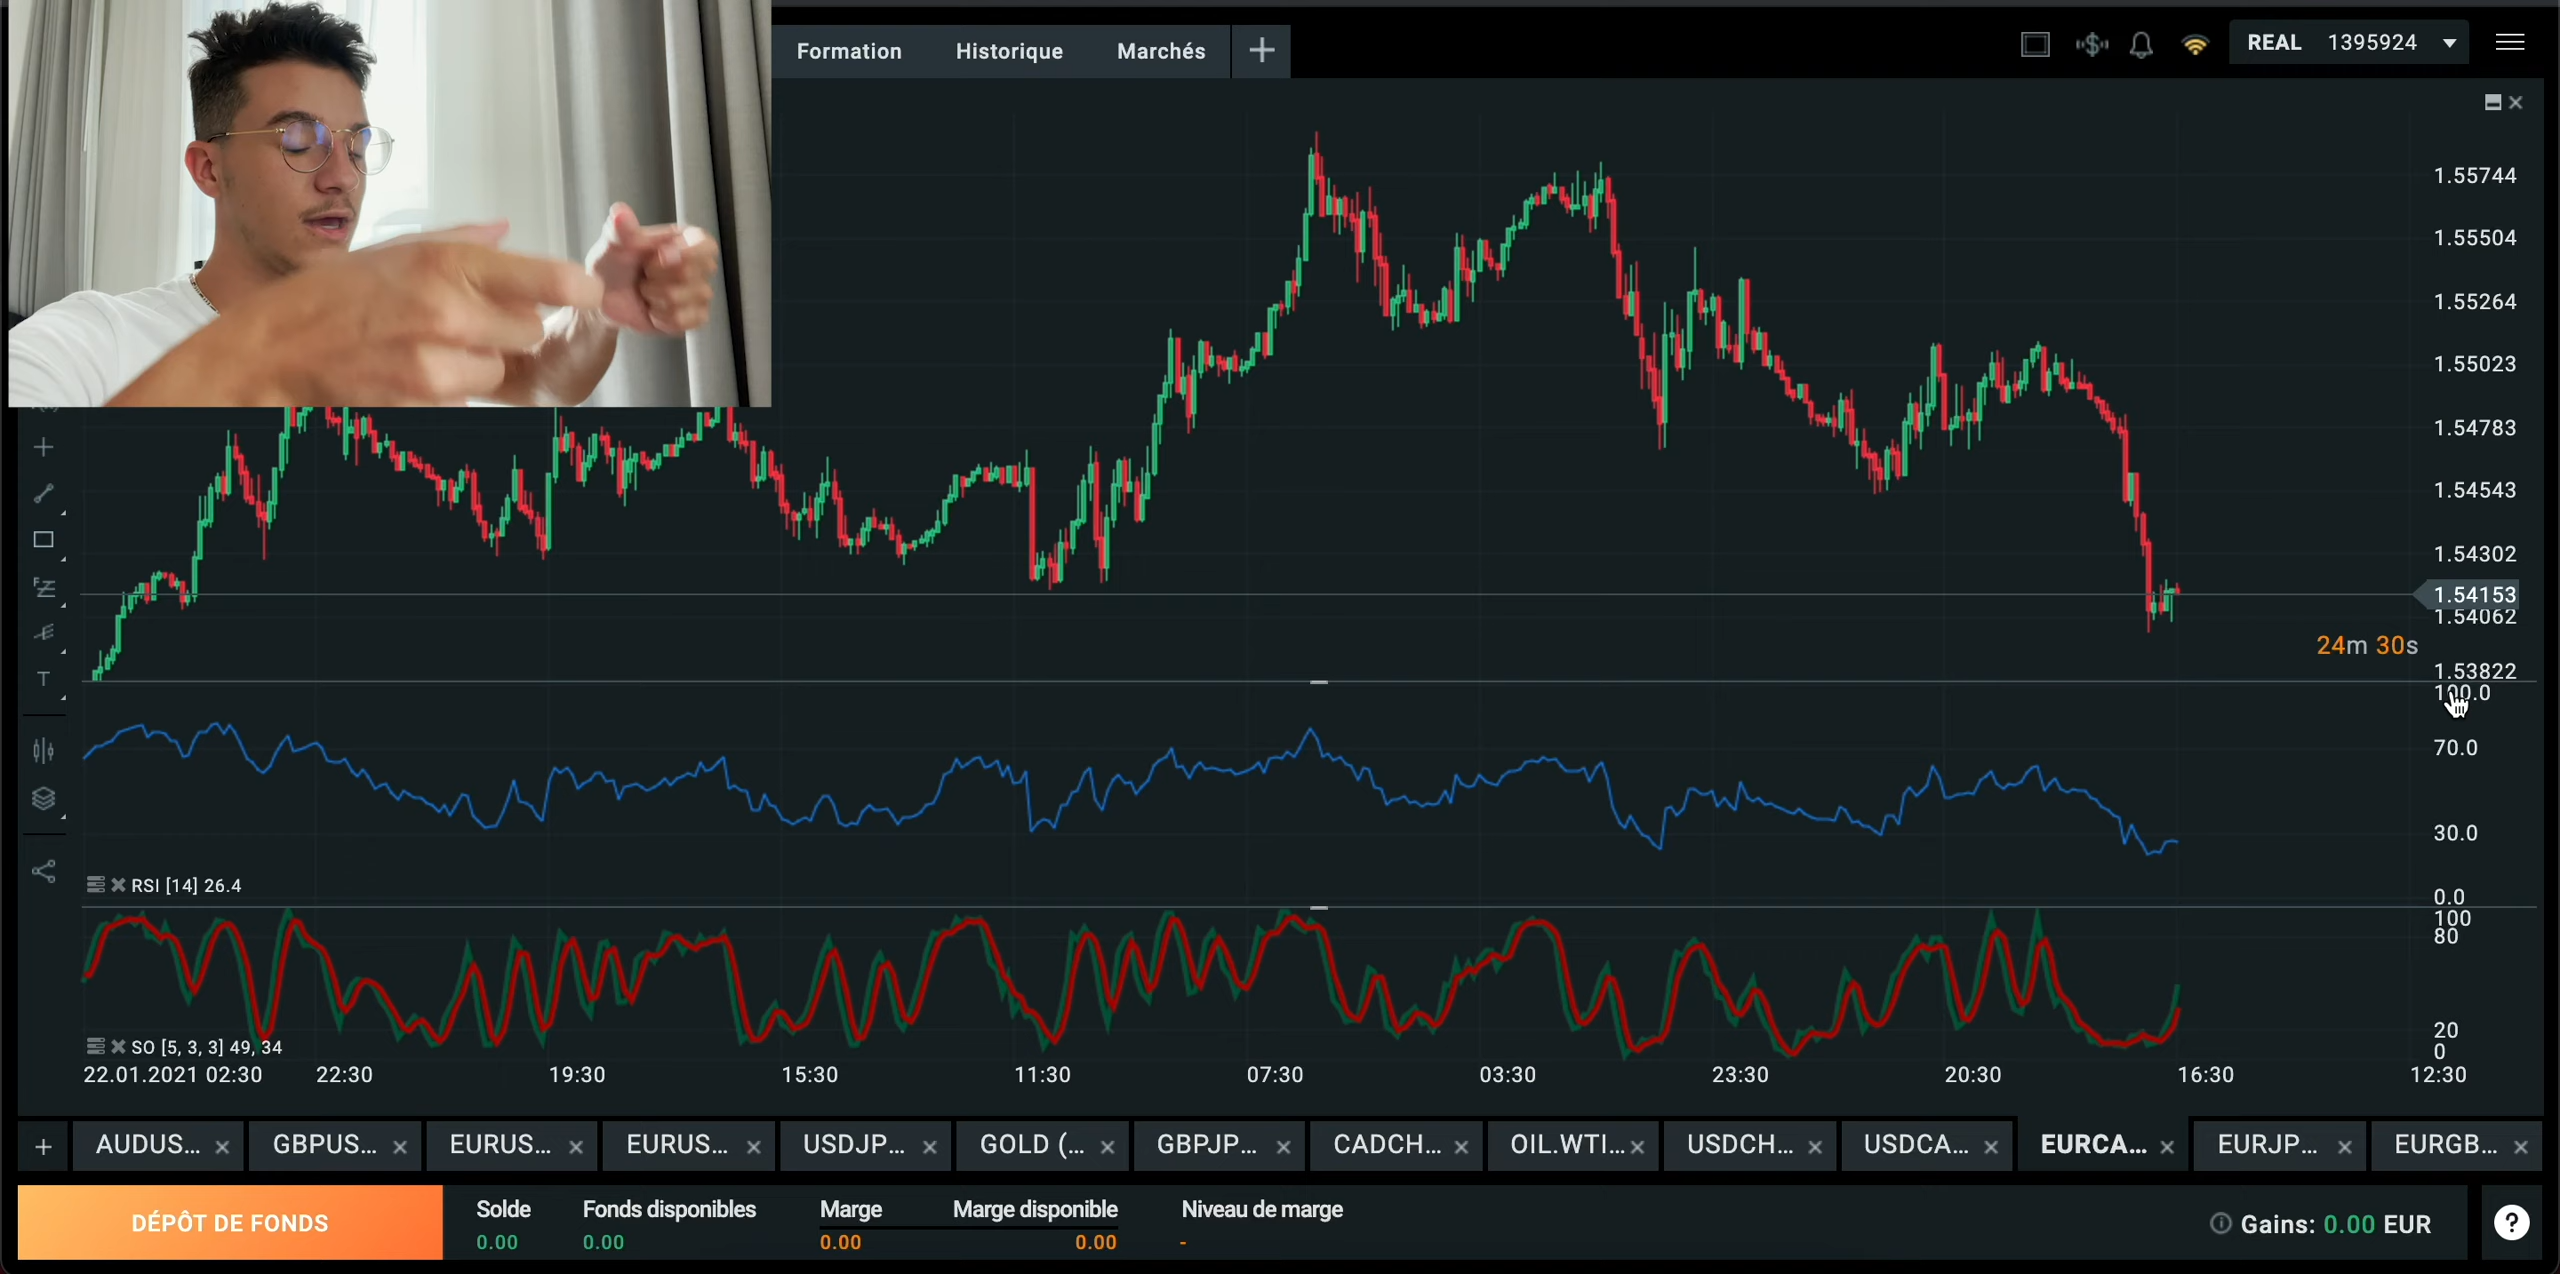 Formation Historique Marchés
REAL 1395924
1.55744
1.55504
1.55264
1.55023
1.54783
1.54543
1.54302
1.54153
1.54062
24m 30s
1.53822
100.0
70.0
30.0
RSI [14] 26.4
0.0
100
80
20
SO [5, 3, 3] 49, 34
0
22.01.2021 02:30 22:30 19:30 15:30 11:30 07:30 03:30 23:30 20:30 16:30 12:30
AUDUS... GBPUS... EURUS... EURUS... USDJP... GOLD (... GBPJP... CADCH... OIL.WTI... USDCH... USDCA... EURCA... EURJP... EURGB...
DÉPÔT DE FONDS
Solde Fonds disponibles Marge Marge disponible Niveau de marge
0.00 0.00 0.00 0.00 -
Gains: 0.00 EUR